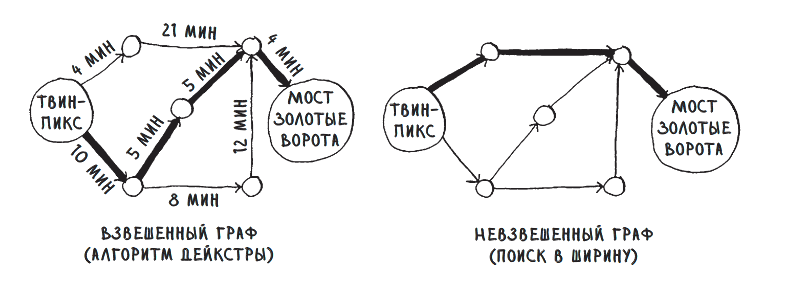 4 МИН
21 МИН
4 МИН
ТВИН-
ПИКС
5 МИН
5 МИН
12 МИН
10 МИН
8 МИН
МОСТ
ЗОЛОТЫЕ
ВОРОТА
ВЗВЕШЕННЫЙ ГРАФ
(АЛГОРИТМ ДЕЙКСТРЫ)
ТВИН-
ПИКС
МОСТ
ЗОЛОТЫЕ
ВОРОТА
НЕВЗВЕШЕННЫЙ ГРАФ
(ПОИСК В ШИРИНУ)